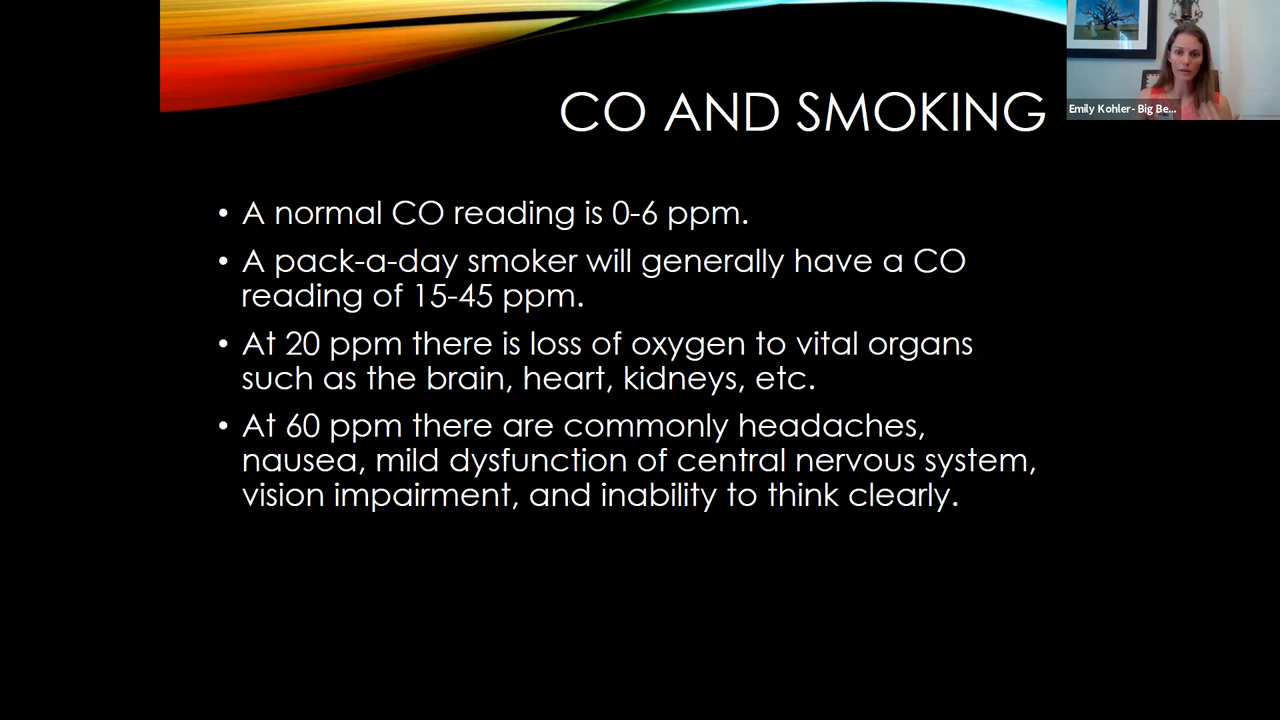 CO AND SMOKING
Emily Kohler- Big Be...
• A normal CO reading is 0-6 ppm.
• A pack-a-day smoker will generally have a CO
reading of 15-45 ppm.
• At 20 ppm there is loss of oxygen to vital organs
such as the brain, heart, kidneys, etc.
• At 60 ppm there are commonly headaches,
nausea, mild dysfunction of central nervous system,
vision impairment, and inability to think clearly.